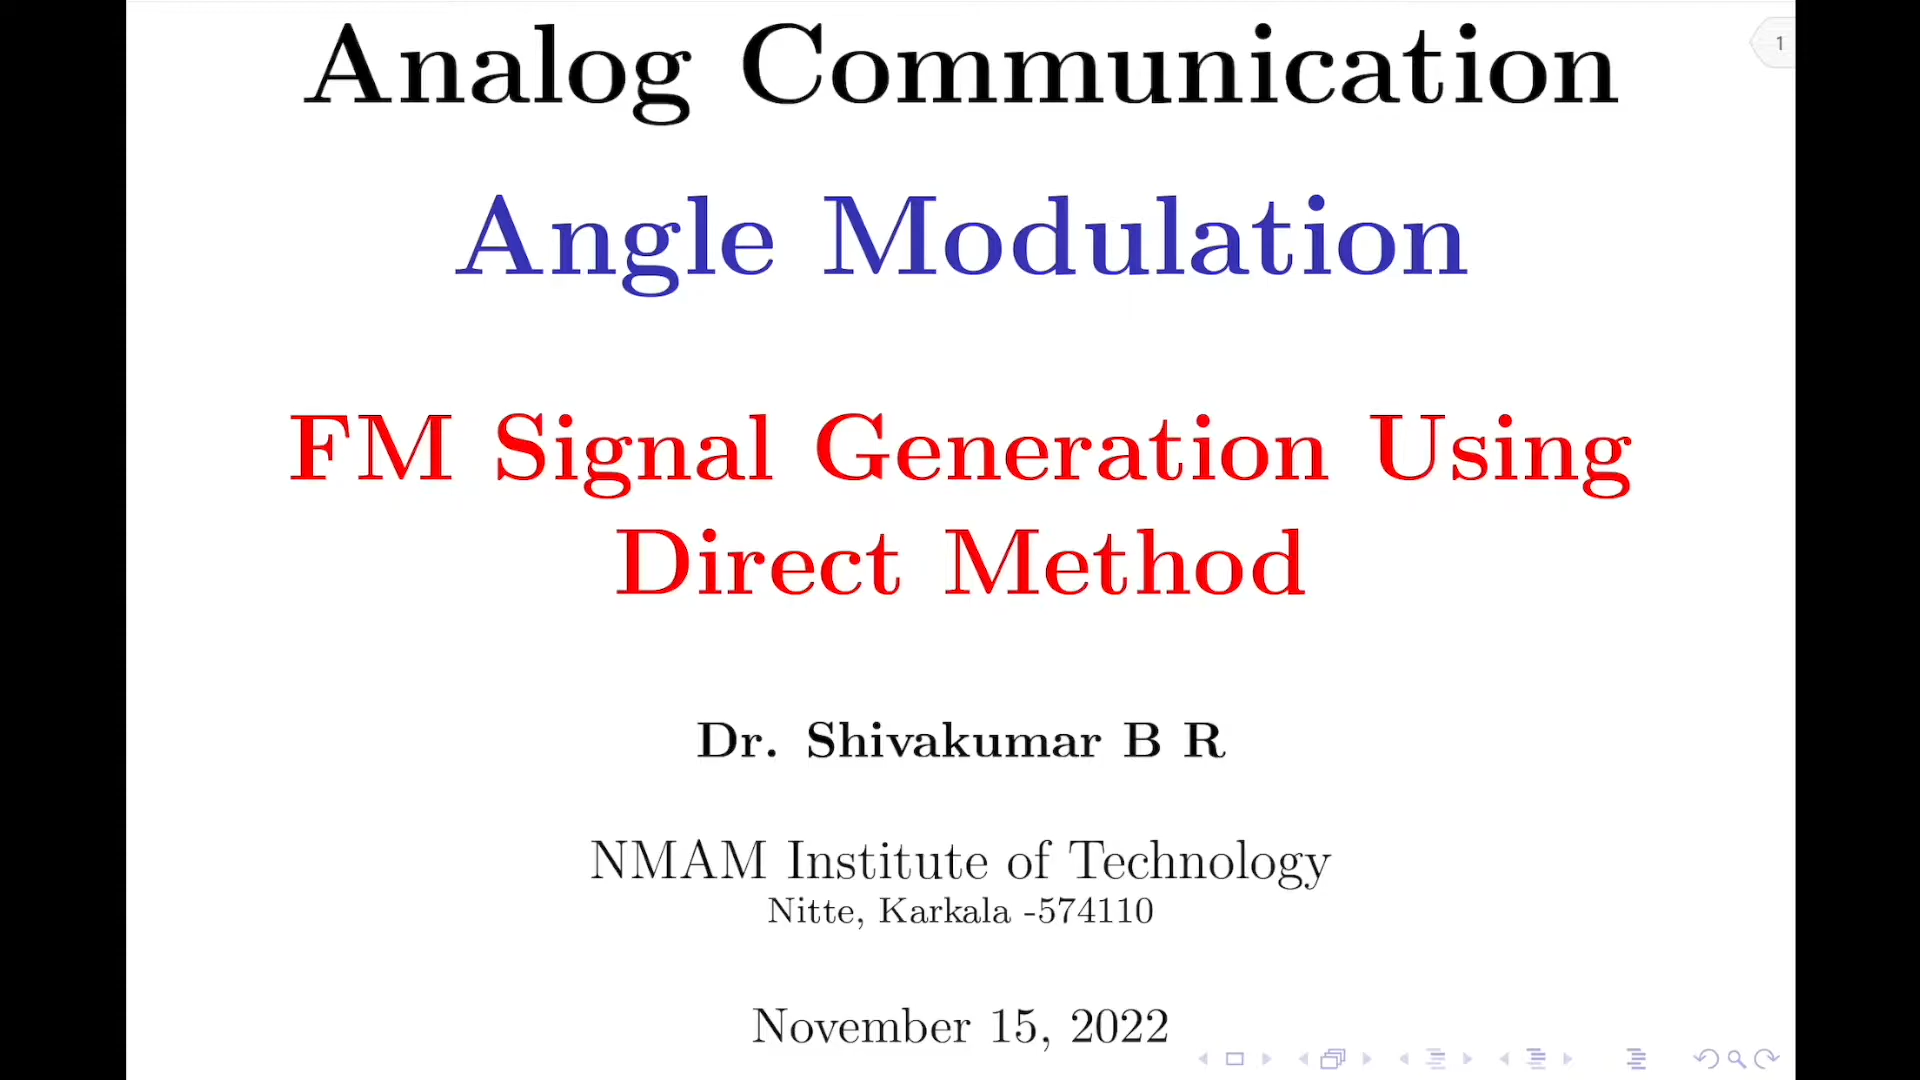 Analog Communication
1
Angle Modulation
FM Signal Generation Using
Direct Method
Dr. Shivakumar B R
NMAM Institute of Technology
Nitte, Karkala -574110
November 15, 2022